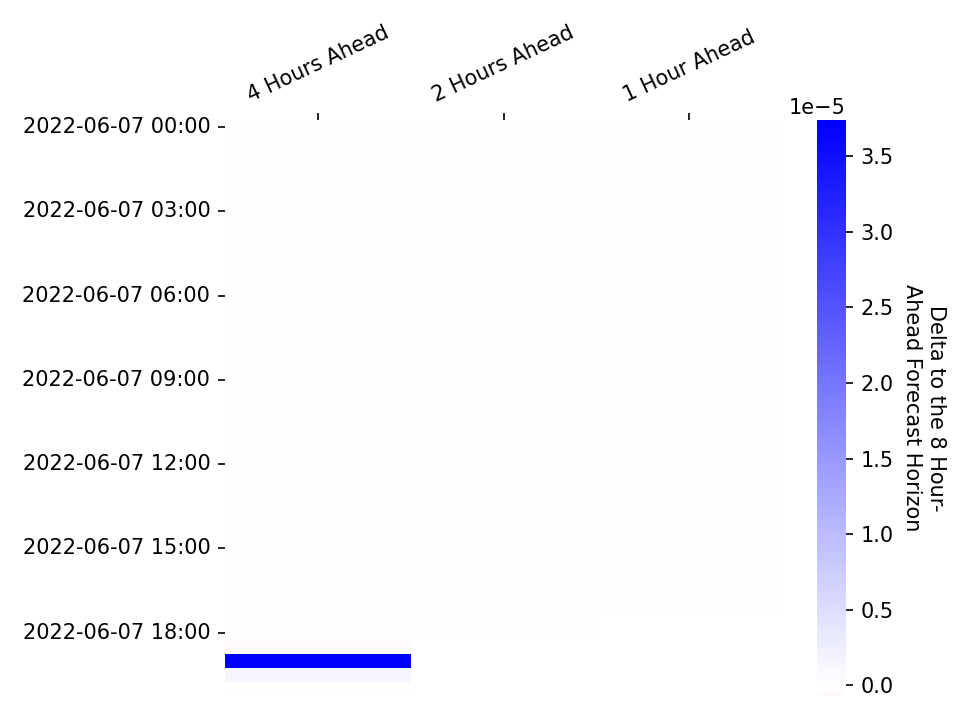 4 Hours Ahead
2 Hours Ahead
1 Hour Ahead
1e−5
2022-06-07 00:00
2022-06-07 03:00
2022-06-07 06:00
2022-06-07 09:00
2022-06-07 12:00
2022-06-07 15:00
2022-06-07 18:00
3.5
3.0
2.5
2.0
1.5
1.0
0.5
0.0
Delta to the 8 Hour-
Ahead Forecast Horizon